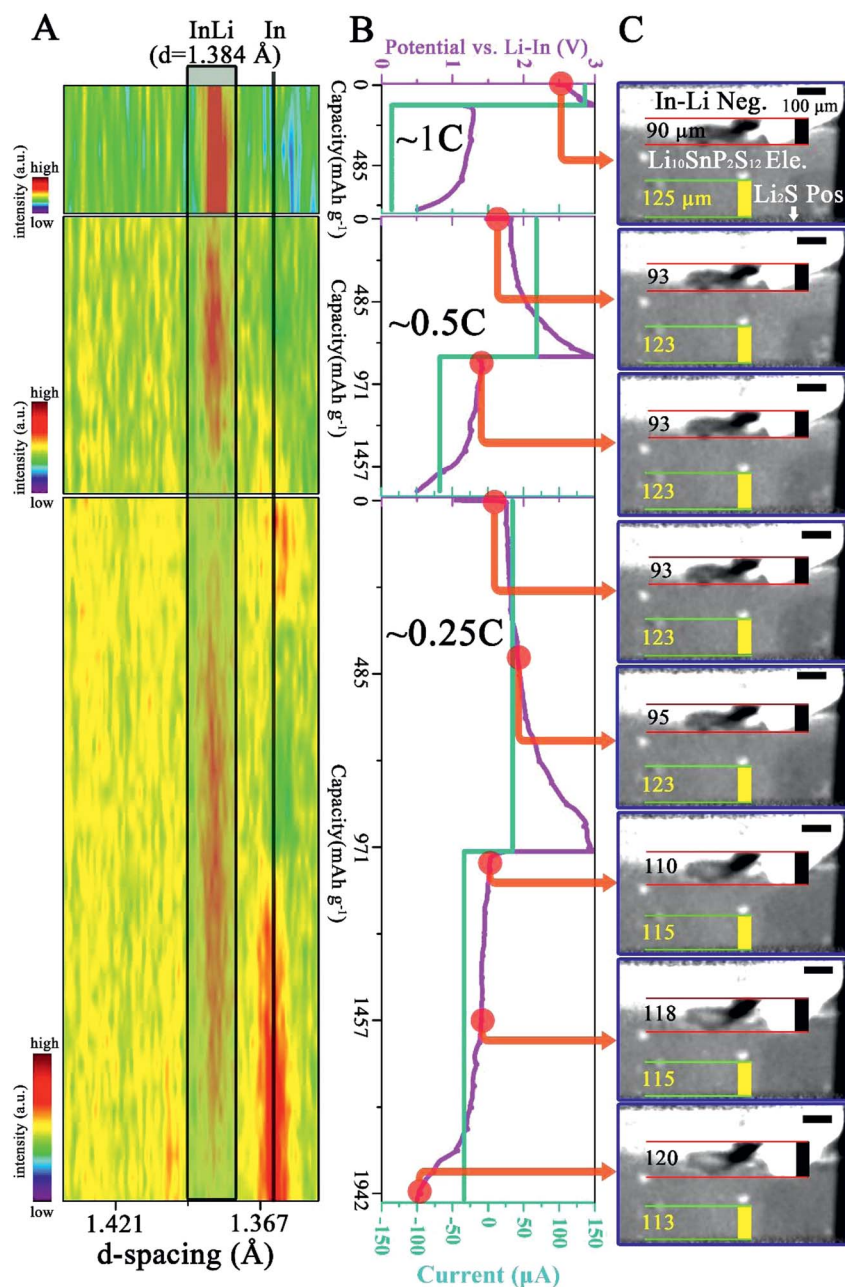 A
InLi
(d=1.384 Å)
In
intensity (a.u.)
high
low
Capacity(mAh g⁻¹)
intensity (a.u.)
high
low
Capacity(mAh g⁻¹)
intensity (a.u.)
high
low
Capacity(mAh g⁻¹)
1.421
1.367
d-spacing (Å)
B
Potential vs. Li-In (V)
0
1
2
3
0
485
~1C
0
485
971
1457
~0.5C
0
485
971
1457
1942
~0.25C
-150
-100
-50
0
50
100
150
Current (µA)
C
In-Li Neg.
100 µm
90 µm
Li₁₀SnP₂S₁₂ Ele.
125 µm
Li₂S Pos
93
123
93
123
93
123
95
123
110
115
118
115
120
113